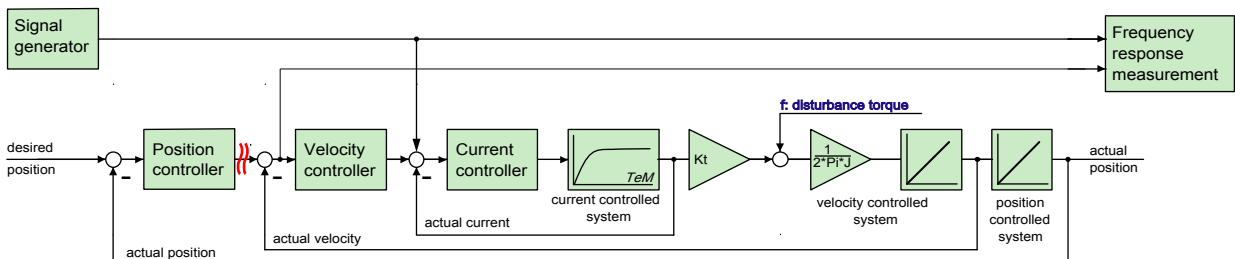 Signal
generator
Frequency
response
measurement
f: disturbance torque
desired
position
Position
controller
Velocity
controller
Current
controller
TeM
current controlled
system
Kt
1
2*Pi*J
velocity controlled
system
position
controlled
system
actual
position
actual current
actual velocity
actual position